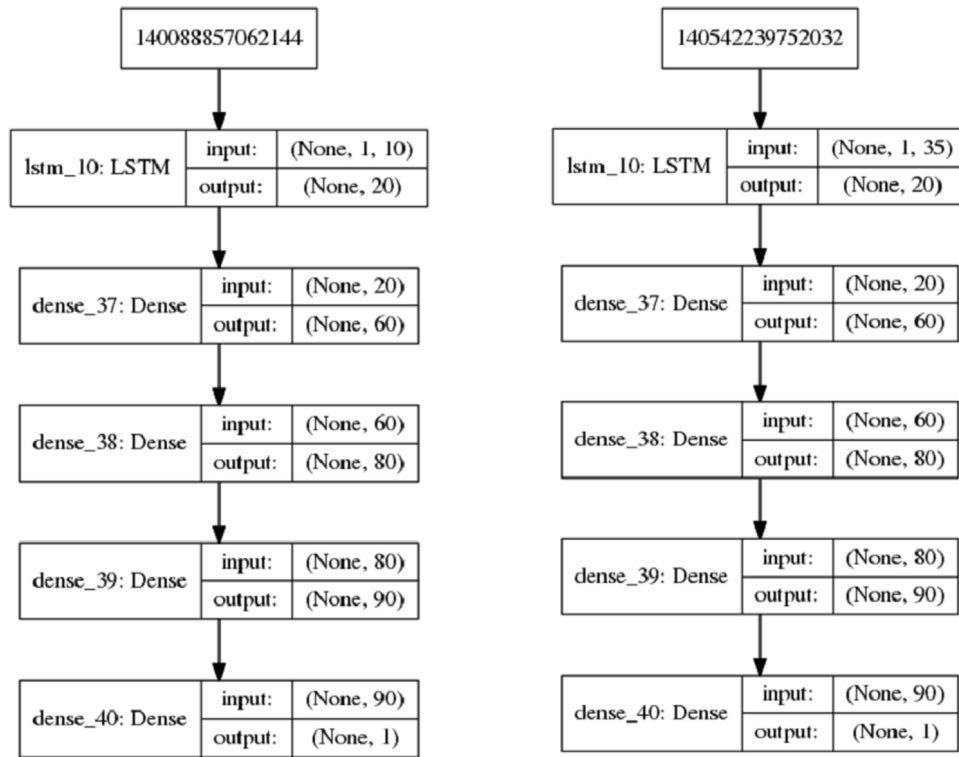 140088857062144
lstm_10: LSTM
input:
(None, 1, 10)
output:
(None, 20)
dense_37: Dense
input:
(None, 20)
output:
(None, 60)
dense_38: Dense
input:
(None, 60)
output:
(None, 80)
dense_39: Dense
input:
(None, 80)
output:
(None, 90)
dense_40: Dense
input:
(None, 90)
output:
(None, 1)
140542239752032
lstm_10: LSTM
input:
(None, 1, 35)
output:
(None, 20)
dense_37: Dense
input:
(None, 20)
output:
(None, 60)
dense_38: Dense
input:
(None, 60)
output:
(None, 80)
dense_39: Dense
input:
(None, 80)
output:
(None, 90)
dense_40: Dense
input:
(None, 90)
output:
(None, 1)